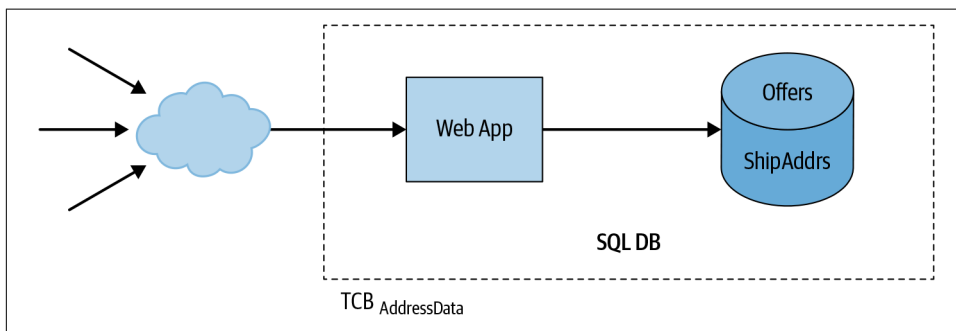 Offers
Web App
ShipAddrs
SQL DB
TCB AddressData